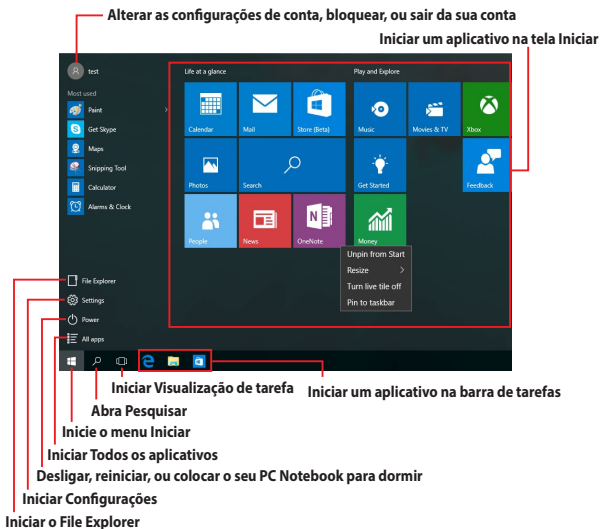 Alterar as configurações de conta, bloquear, ou sair da sua conta
Iniciar um aplicativo na tela Iniciar
test
Most used
Paint
Get Skype
Maps
Snipping Tool
Calculator
Alarms & Clock
File Explorer
Settings
Power
All apps
Life at a glance
Play and Explore
Calendar
Mail
Store (Beta)
Music
Movies & TV
Xbox
Photos
Search
Get Started
Feedback
People
News
OneNote
Money
Unpin from Start
Resize
Turn live tile off
Pin to taskbar
Iniciar Visualização de tarefa
Iniciar um aplicativo na barra de tarefas
Abra Pesquisar
Inicie o menu Iniciar
Iniciar Todos os aplicativos
Desligar, reiniciar, ou colocar o seu PC Notebook para dormir
Iniciar Configurações
Iniciar o File Explorer